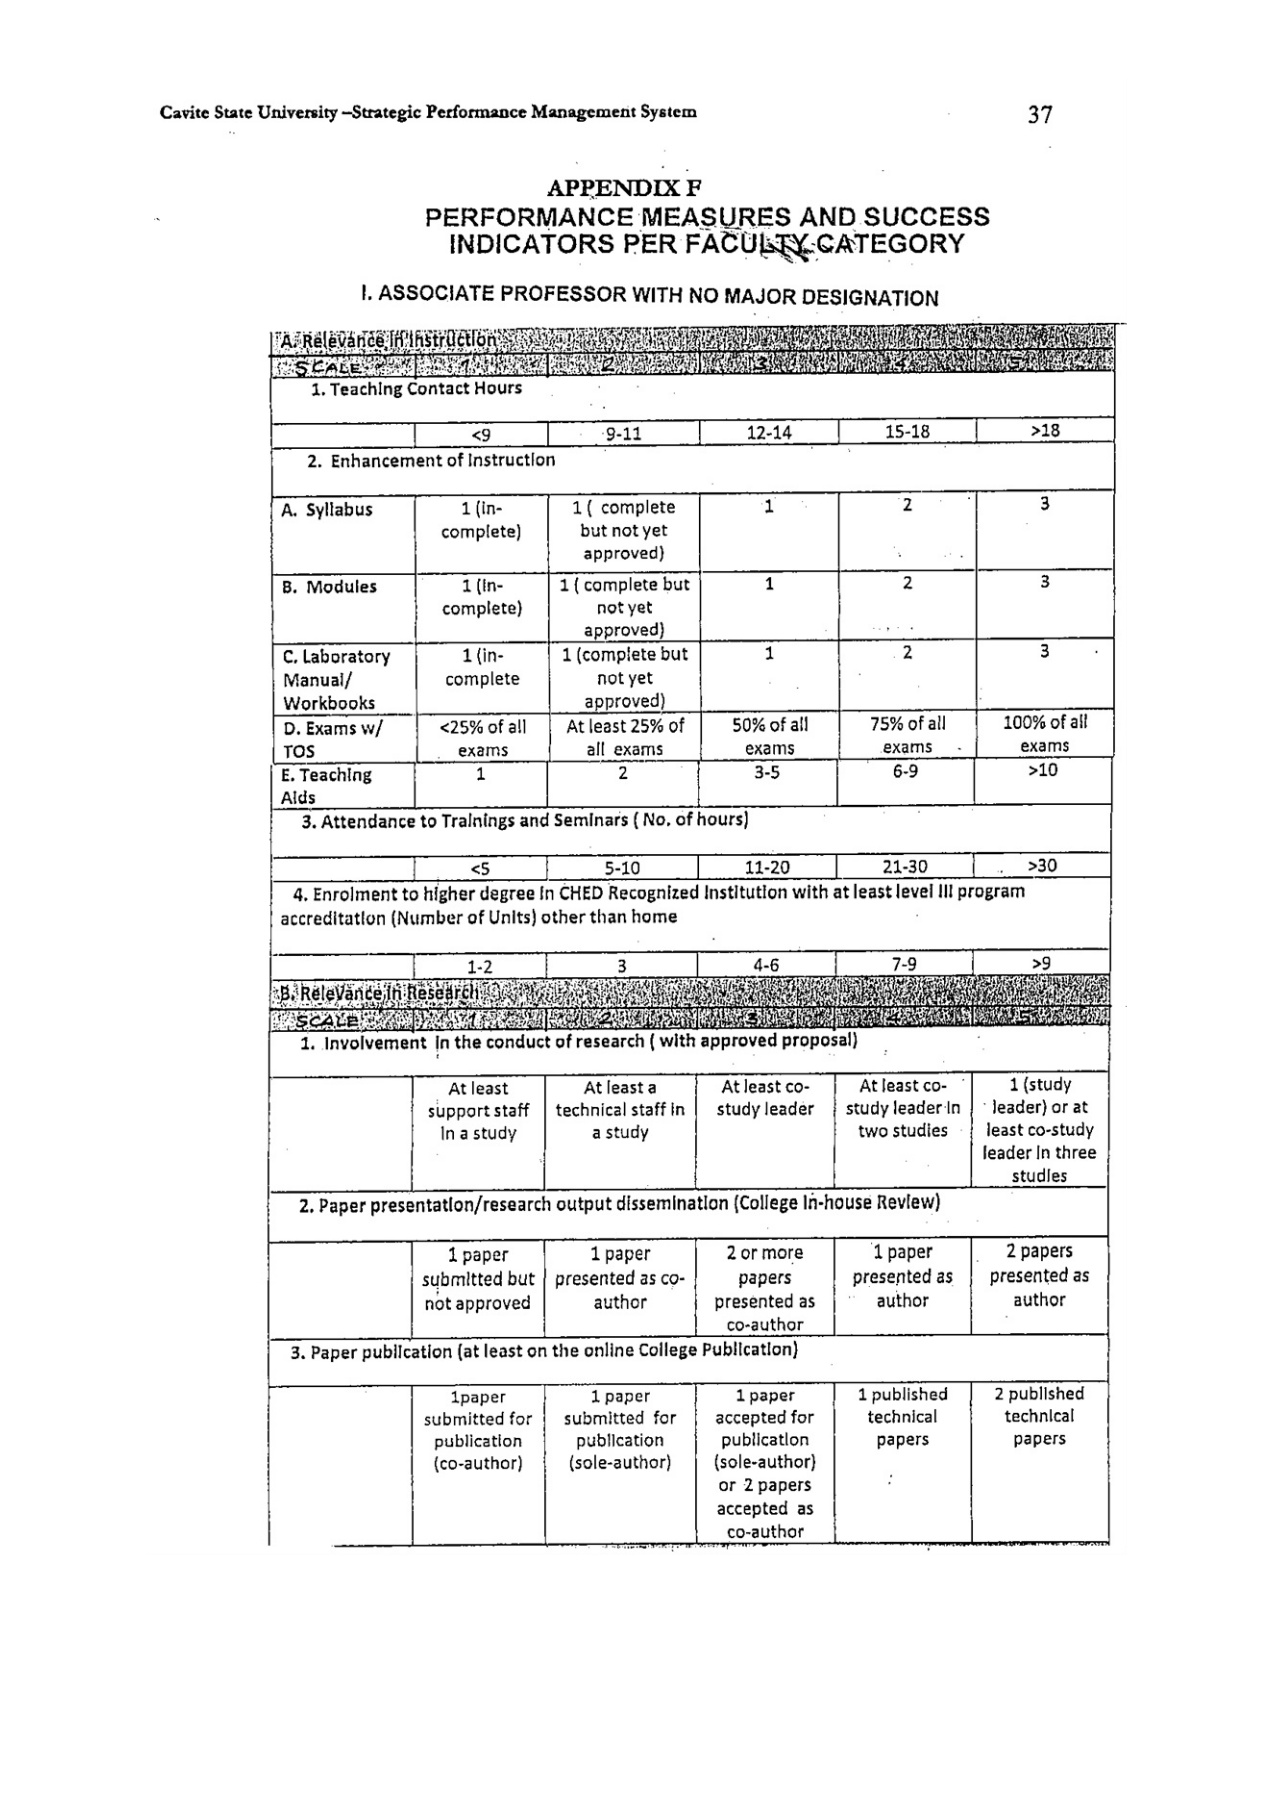 Cavite State University –Strategic Performance Management System 37
APPENDIX F
PERFORMANCE MEASURES AND SUCCESS
INDICATORS PER FACULTY CATEGORY
I. ASSOCIATE PROFESSOR WITH NO MAJOR DESIGNATION
A. Relevance in Instruction
SCALE 1 2 3 4 5
1. Teaching Contact Hours
<9 9-11 12-14 15-18 >18
2. Enhancement of Instruction
A. Syllabus 1 (in- 1 ( complete 1 2 3
complete) but not yet
approved)
B. Modules 1 (in- 1 ( complete but 1 2 3
complete) not yet
approved)
C. Laboratory 1 (in- 1 (complete but 1 2 3
Manual/ complete not yet
Workbooks approved)
D. Exams w/ <25% of all At least 25% of 50% of all 75% of all 100% of all
TOS exams all exams exams exams exams
E. Teaching 1 2 3-5 6-9 >10
Aids
3. Attendance to Trainings and Seminars ( No. of hours)
<5 5-10 11-20 21-30 >30
4. Enrolment to higher degree in CHED Recognized Institution with at least level III program
accreditation (Number of Units) other than home
1-2 3 4-6 7-9 >9
B. Relevance in Research
SCALE 1 2 3 4 5
1. Involvement in the conduct of research ( with approved proposal)
At least At least a At least co- At least co- 1 (study
support staff technical staff in study leader study leader in leader) or at
in a study a study two studies least co-study
leader in three
studies
2. Paper presentation/research output dissemination (College In-house Review)
1 paper 1 paper 2 or more 1 paper 2 papers
submitted but presented as co- papers presented as presented as
not approved author presented as author author
co-author
3. Paper publication (at least on the online College Publication)
1paper 1 paper 1 paper 1 published 2 published
submitted for submitted for accepted for technical technical
publication publication publication papers papers
(co-author) (sole-author) (sole-author)
or 2 papers
accepted as
co-author